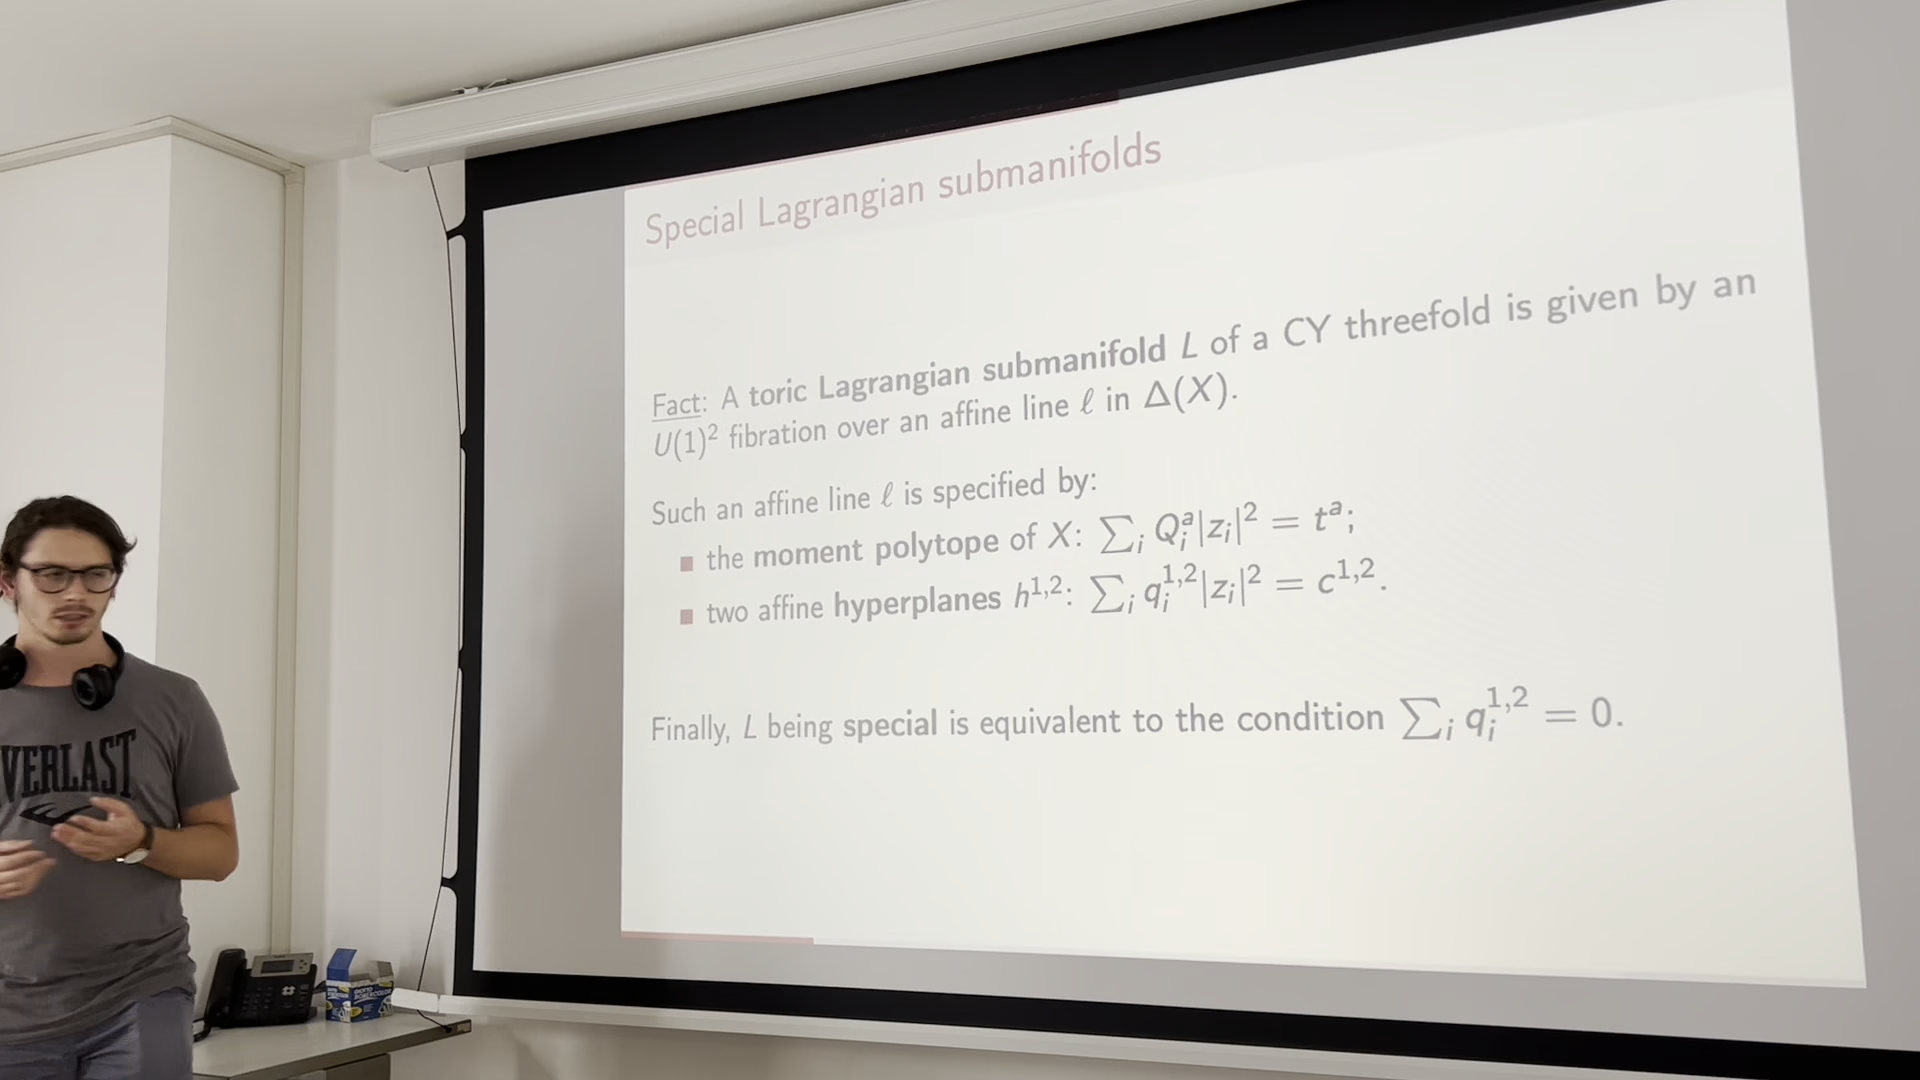 Special Lagrangian submanifolds
Fact: A toric Lagrangian submanifold L of a CY threefold is given by an
U(1)² fibration over an affine line ℓ in Δ(X).
Such an affine line ℓ is specified by:
■ the moment polytope of X: ∑ᵢ Qᵢᵃ|zᵢ|² = tᵃ;
■ two affine hyperplanes h¹,²: ∑ᵢ qᵢ¹,²|zᵢ|² = c¹,².
Finally, L being special is equivalent to the condition ∑ᵢ qᵢ¹,² = 0.
VERLAST